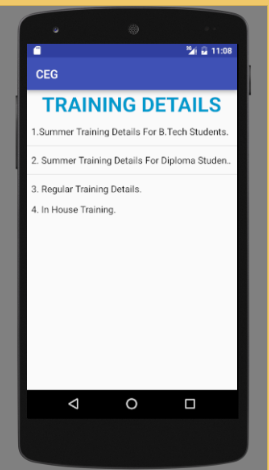 11:08
CEG
TRAINING DETAILS
1.Summer Training Details For B.Tech Students.
2. Summer Training Details For Diploma Studen..
3. Regular Training Details.
4. In House Training.